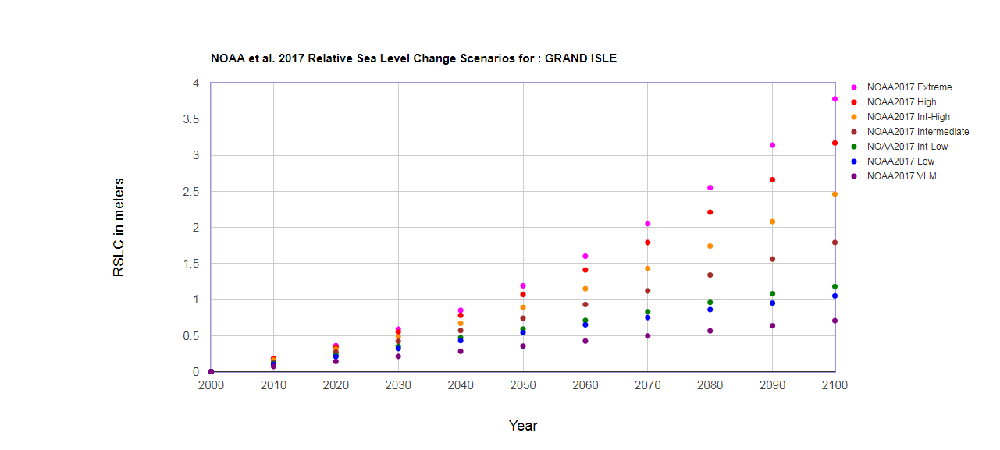 NOAA et al. 2017 Relative Sea Level Change Scenarios for : GRAND ISLE
4
3.5
3
2.5
2
1.5
1
0.5
0
RSLC in meters
2000 2010 2020 2030 2040 2050 2060 2070 2080 2090 2100
Year
NOAA2017 Extreme
NOAA2017 High
NOAA2017 Int-High
NOAA2017 Intermediate
NOAA2017 Int-Low
NOAA2017 Low
NOAA2017 VLM